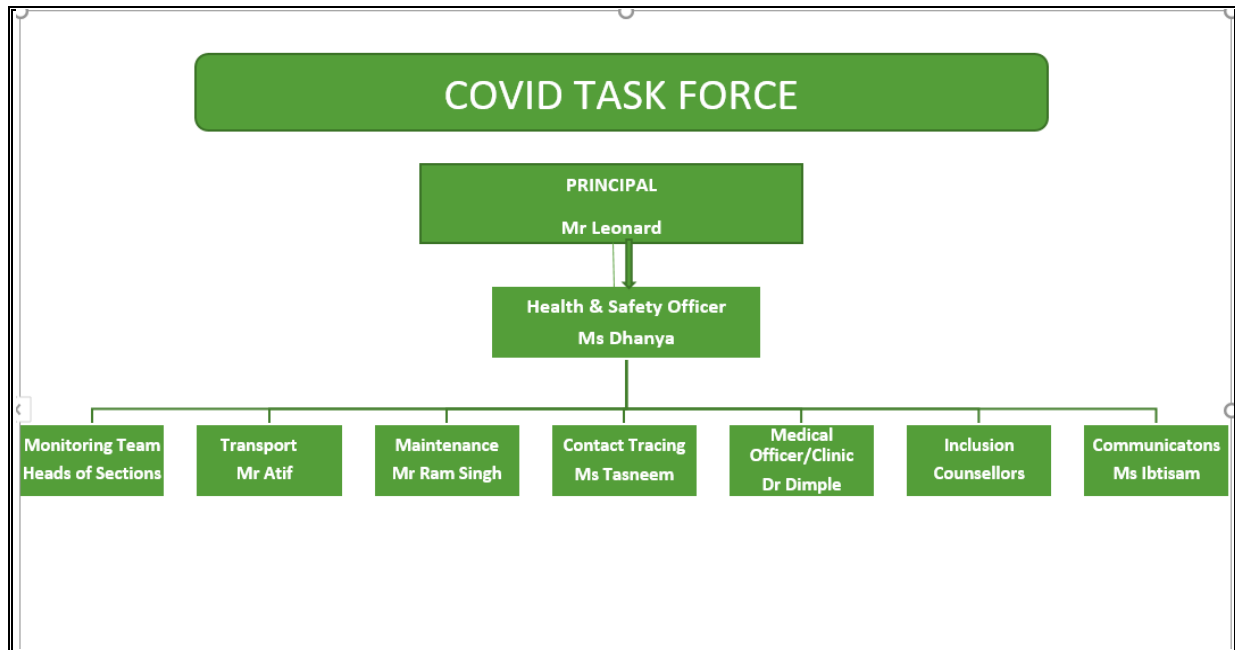 COVID TASK FORCE
PRINCIPAL
Mr Leonard
Health & Safety Officer
Ms Dhanya
Monitoring Team
Heads of Sections
Transport
Mr Atif
Maintenance
Mr Ram Singh
Contact Tracing
Ms Tasneem
Medical
Officer/Clinic
Dr Dimple
Inclusion
Counsellors
Communicatons
Ms Ibtisam